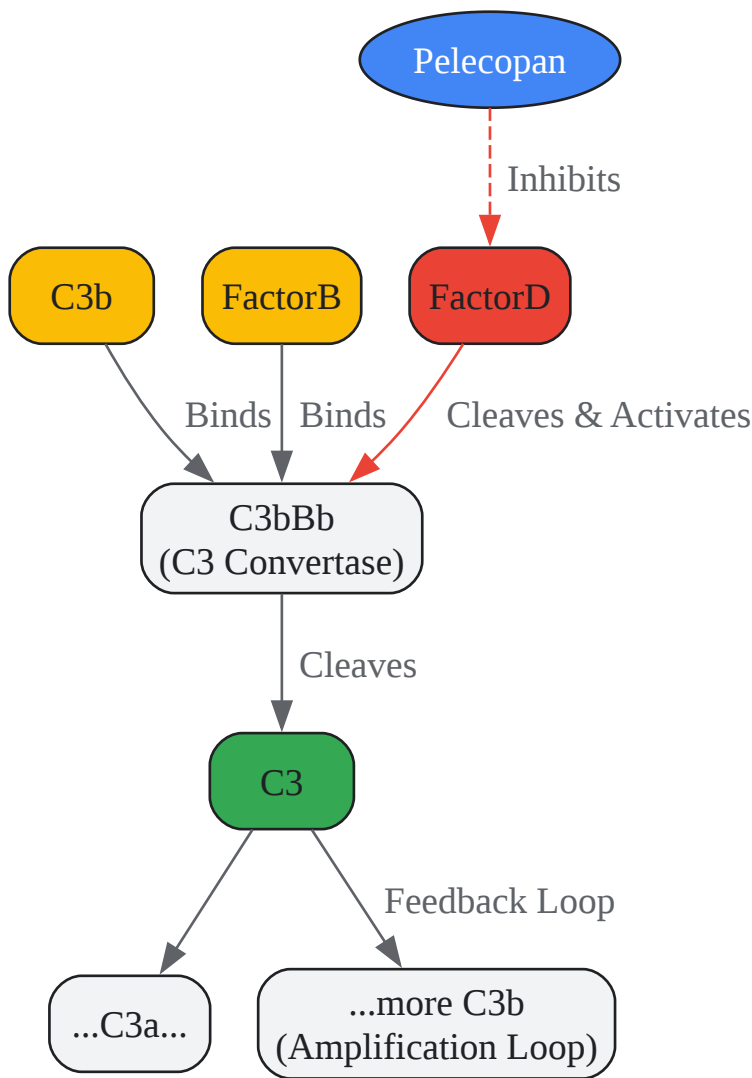 Pelecopan
Inhibits
C3b
FactorB
FactorD
Binds
Binds
Cleaves & Activates
C3bBb
(C3 Convertase)
Cleaves
C3
Feedback Loop
...C3a...
...more C3b
(Amplification Loop)